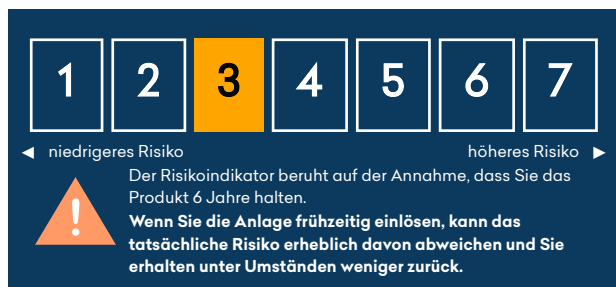 1 2 3 4 5 6 7
◄ niedrigeres Risiko höheres Risiko ►
Der Risikoindikator beruht auf der Annahme, dass Sie das
Produkt 6 Jahre halten.
!
Wenn Sie die Anlage frühzeitig einlösen, kann das
tatsächliche Risiko erheblich davon abweichen und Sie
erhalten unter Umständen weniger zurück.